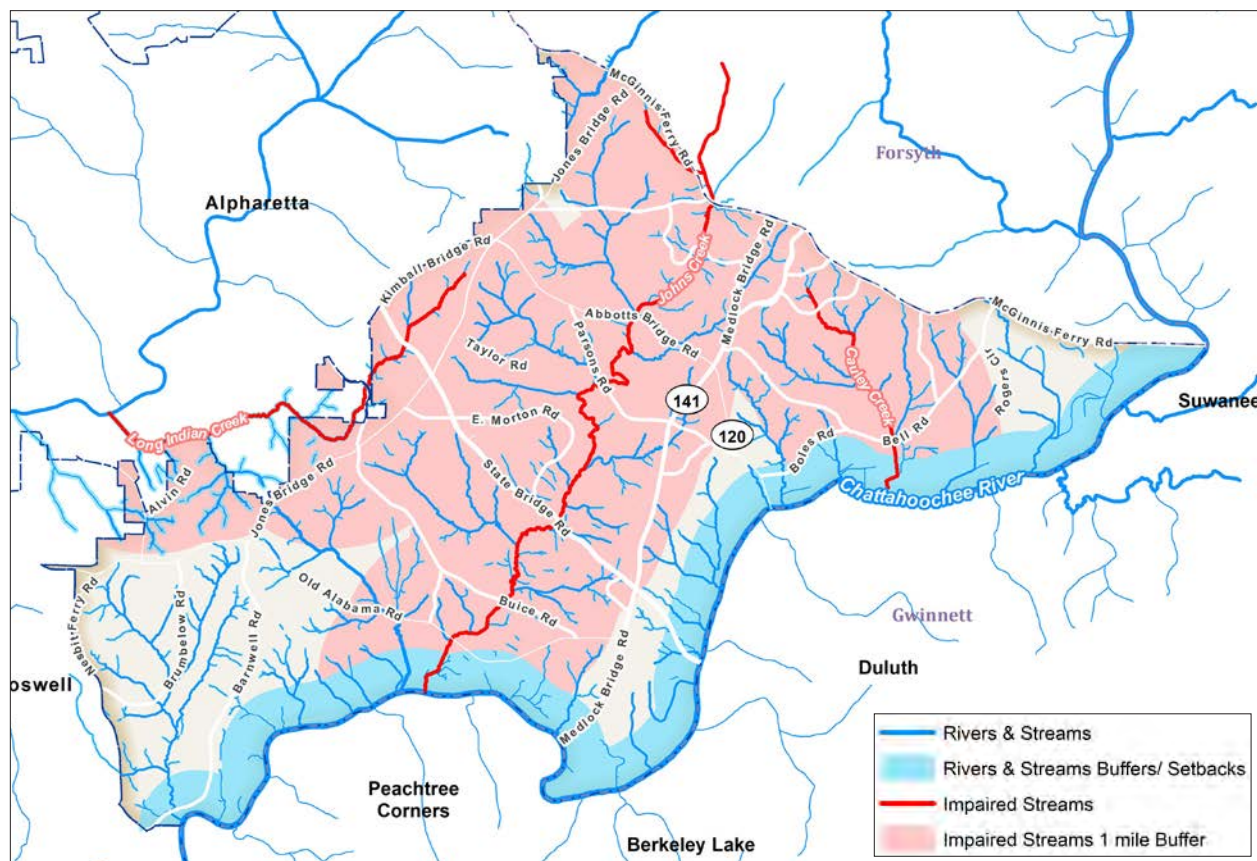 McGinnis Ferry Rd
Jones Bridge Rd
Forsyth
Alpharetta
Kimball Bridge Rd
Johns Creek
Medlock Bridge Rd
McGinnis Ferry Rd
Abbotts Bridge Rd
Parsons Rd
Taylor Rd
Cauley Creek
Rogers Cir
Suwanee
141
E. Morton Rd
120
Long Indian Creek
Boles Rd
Bell Rd
Alvin Rd
Jones Bridge Rd
State Bridge Rd
Chattahoochee River
Nesbit Ferry Rd
Brumbelow Rd
Old Alabama Rd
Buice Rd
Gwinnett
Barnwell Rd
oswell
Duluth
Medlock Bridge Rd
Peachtree
Corners
Berkeley Lake
Rivers & Streams
Rivers & Streams Buffers/ Setbacks
Impaired Streams
Impaired Streams 1 mile Buffer